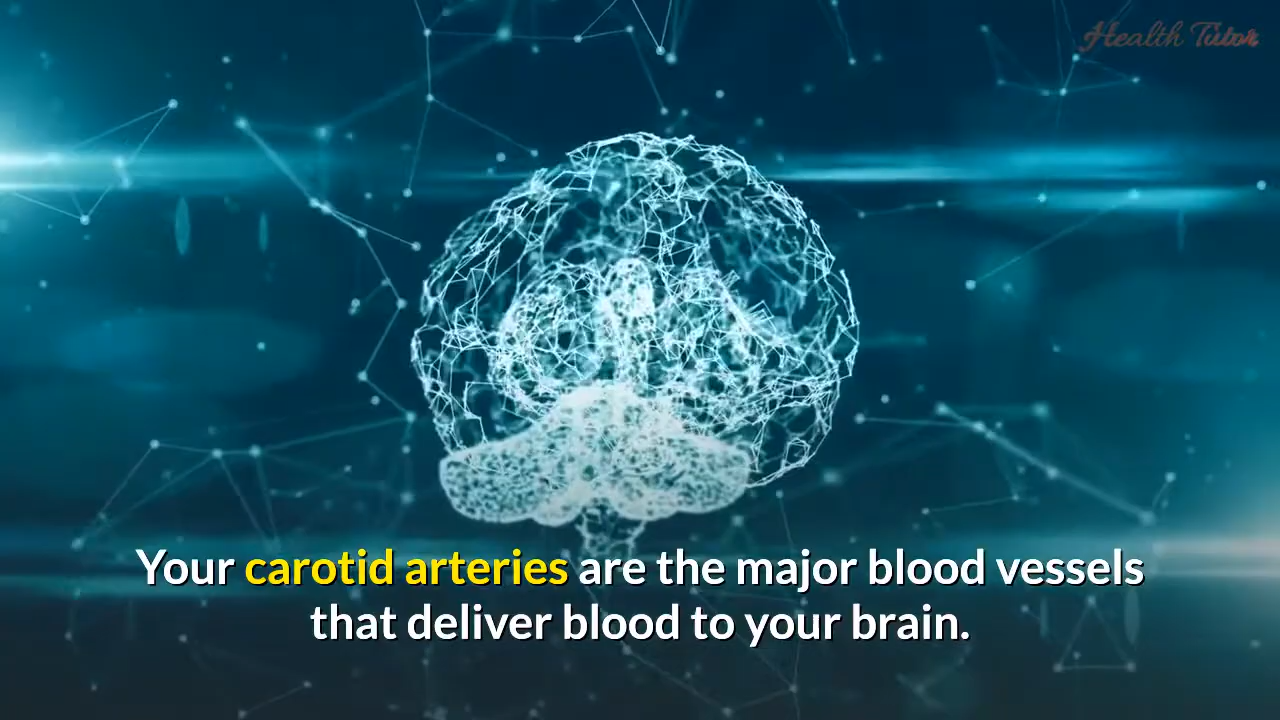 Health Tutor
Your carotid arteries are the major blood vessels
that deliver blood to your brain.